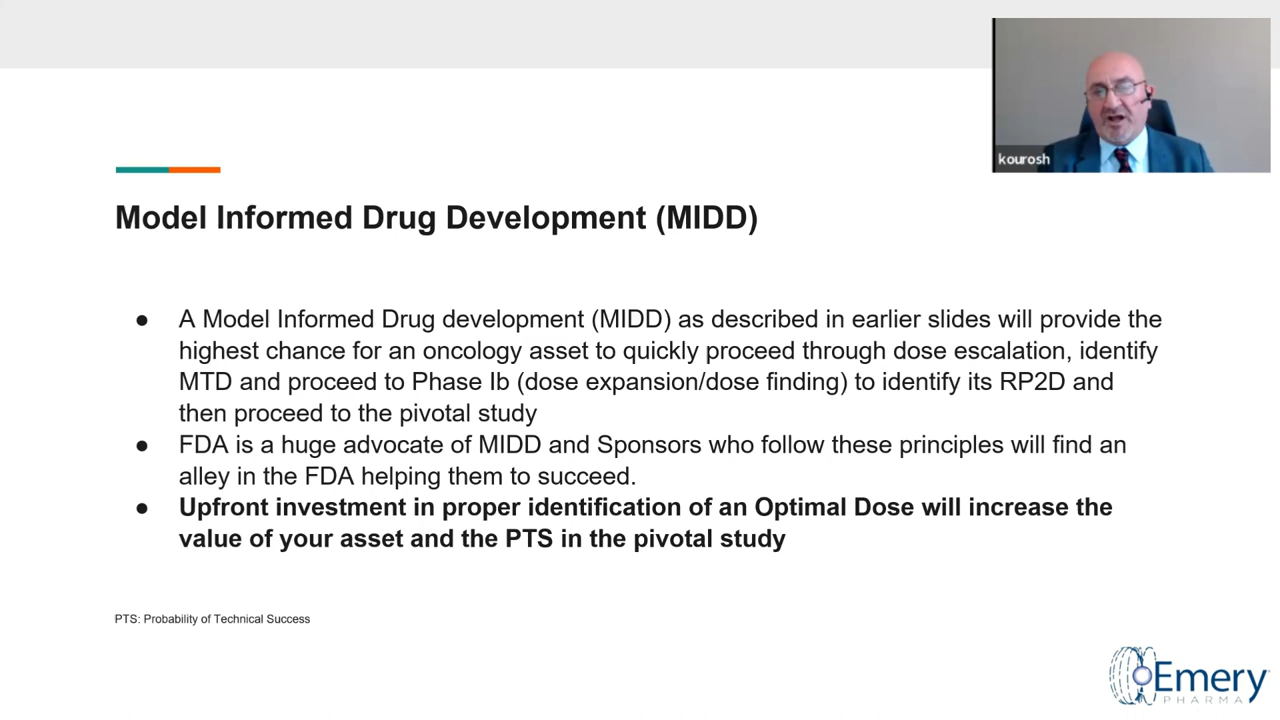 kourosh
Model Informed Drug Development (MIDD)
● A Model Informed Drug development (MIDD) as described in earlier slides will provide the
highest chance for an oncology asset to quickly proceed through dose escalation, identify
MTD and proceed to Phase Ib (dose expansion/dose finding) to identify its RP2D and
then proceed to the pivotal study
● FDA is a huge advocate of MIDD and Sponsors who follow these principles will find an
alley in the FDA helping them to succeed.
● Upfront investment in proper identification of an Optimal Dose will increase the
value of your asset and the PTS in the pivotal study
PTS: Probability of Technical Success
Emery
PHARMA